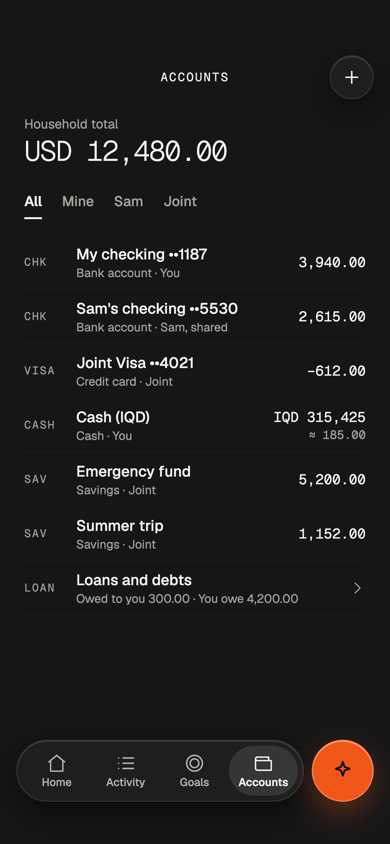 ACCOUNTS
Household total
USD 12,480.00
All Mine Sam Joint
CHK
My checking ••1187
Bank account · You
3,940.00
CHK
Sam's checking ••5530
Bank account · Sam, shared
2,615.00
VISA
Joint Visa ••4021
Credit card · Joint
−612.00
CASH
Cash (IQD)
Cash · You
IQD 315,425
≈ 185.00
SAV
Emergency fund
Savings · Joint
5,200.00
SAV
Summer trip
Savings · Joint
1,152.00
LOAN
Loans and debts
Owed to you 300.00 · You owe 4,200.00
Home Activity Goals Accounts